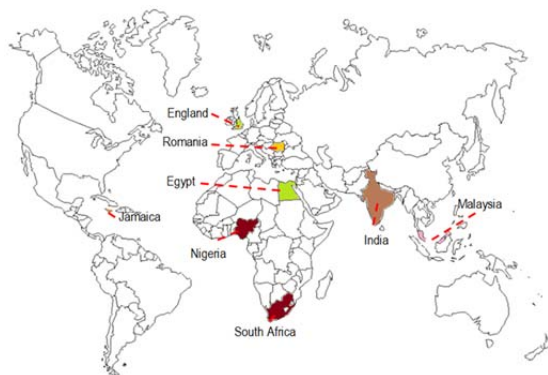 England
Romania
Egypt
Jamaica
Malaysia
Nigeria
India
South Africa